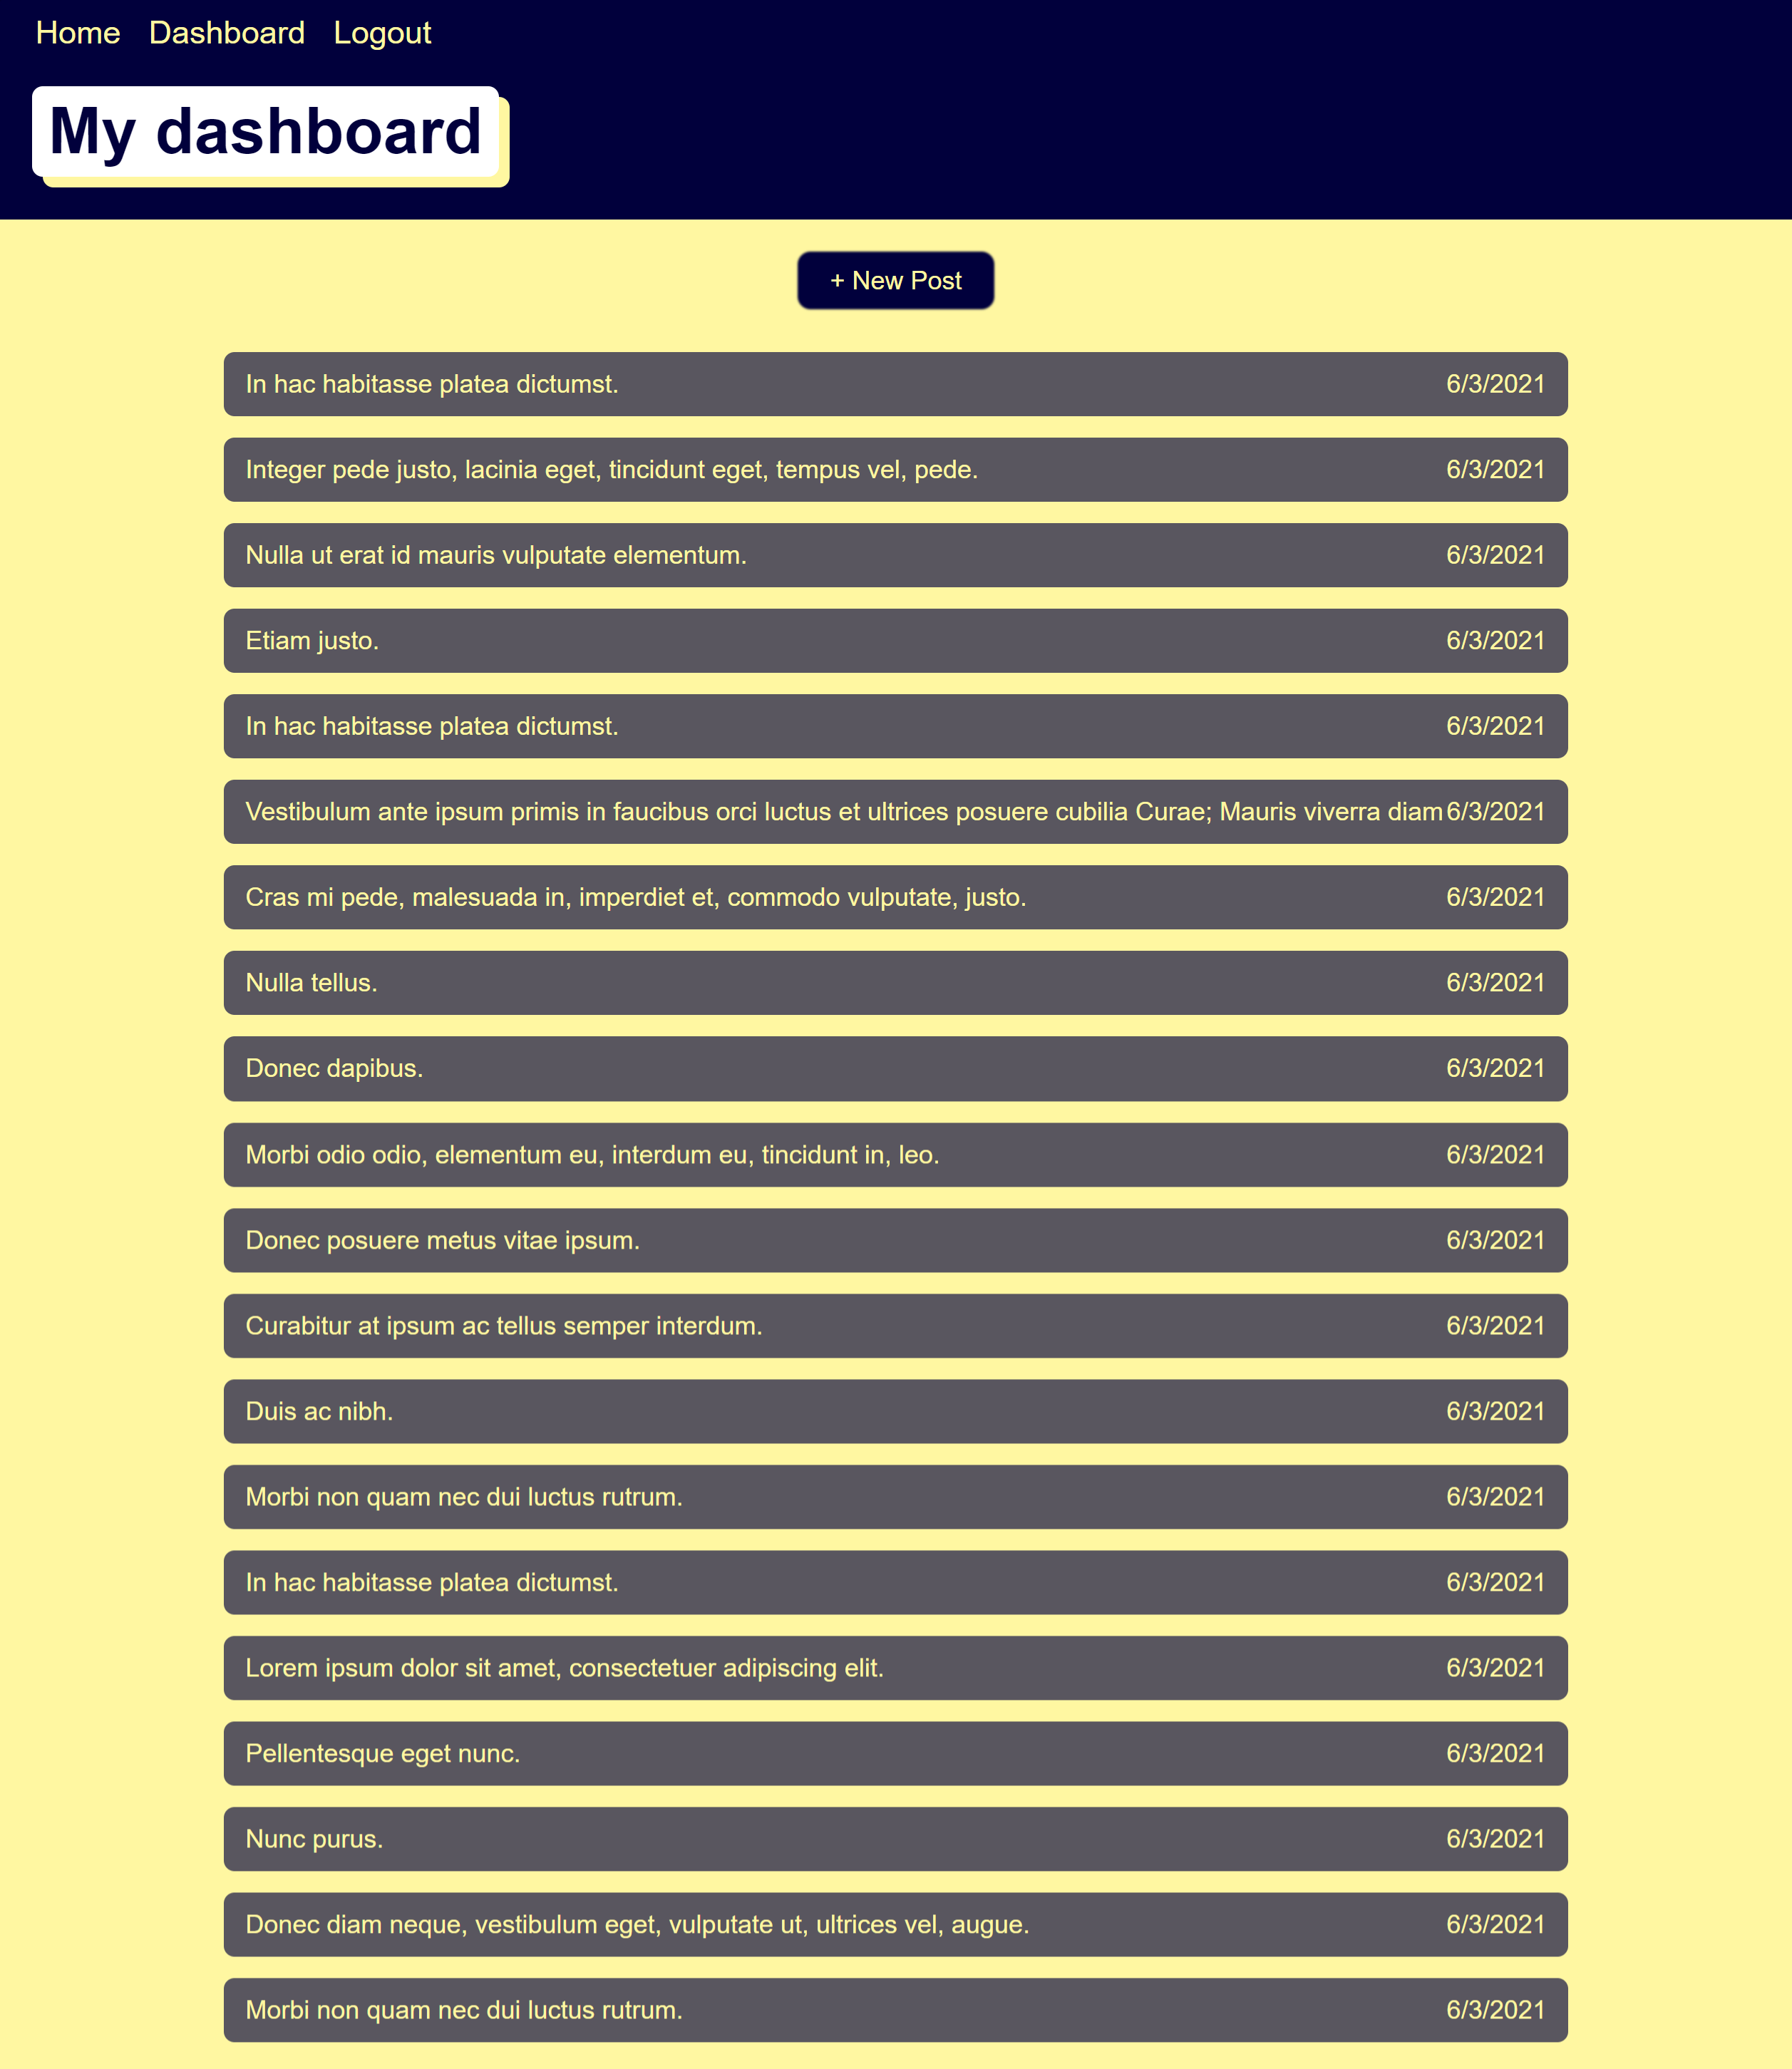 Home Dashboard Logout
My dashboard
+ New Post
In hac habitasse platea dictumst. 6/3/2021
Integer pede justo, lacinia eget, tincidunt eget, tempus vel, pede. 6/3/2021
Nulla ut erat id mauris vulputate elementum. 6/3/2021
Etiam justo. 6/3/2021
In hac habitasse platea dictumst. 6/3/2021
Vestibulum ante ipsum primis in faucibus orci luctus et ultrices posuere cubilia Curae; Mauris viverra diam 6/3/2021
Cras mi pede, malesuada in, imperdiet et, commodo vulputate, justo. 6/3/2021
Nulla tellus. 6/3/2021
Donec dapibus. 6/3/2021
Morbi odio odio, elementum eu, interdum eu, tincidunt in, leo. 6/3/2021
Donec posuere metus vitae ipsum. 6/3/2021
Curabitur at ipsum ac tellus semper interdum. 6/3/2021
Duis ac nibh. 6/3/2021
Morbi non quam nec dui luctus rutrum. 6/3/2021
In hac habitasse platea dictumst. 6/3/2021
Lorem ipsum dolor sit amet, consectetuer adipiscing elit. 6/3/2021
Pellentesque eget nunc. 6/3/2021
Nunc purus. 6/3/2021
Donec diam neque, vestibulum eget, vulputate ut, ultrices vel, augue. 6/3/2021
Morbi non quam nec dui luctus rutrum. 6/3/2021